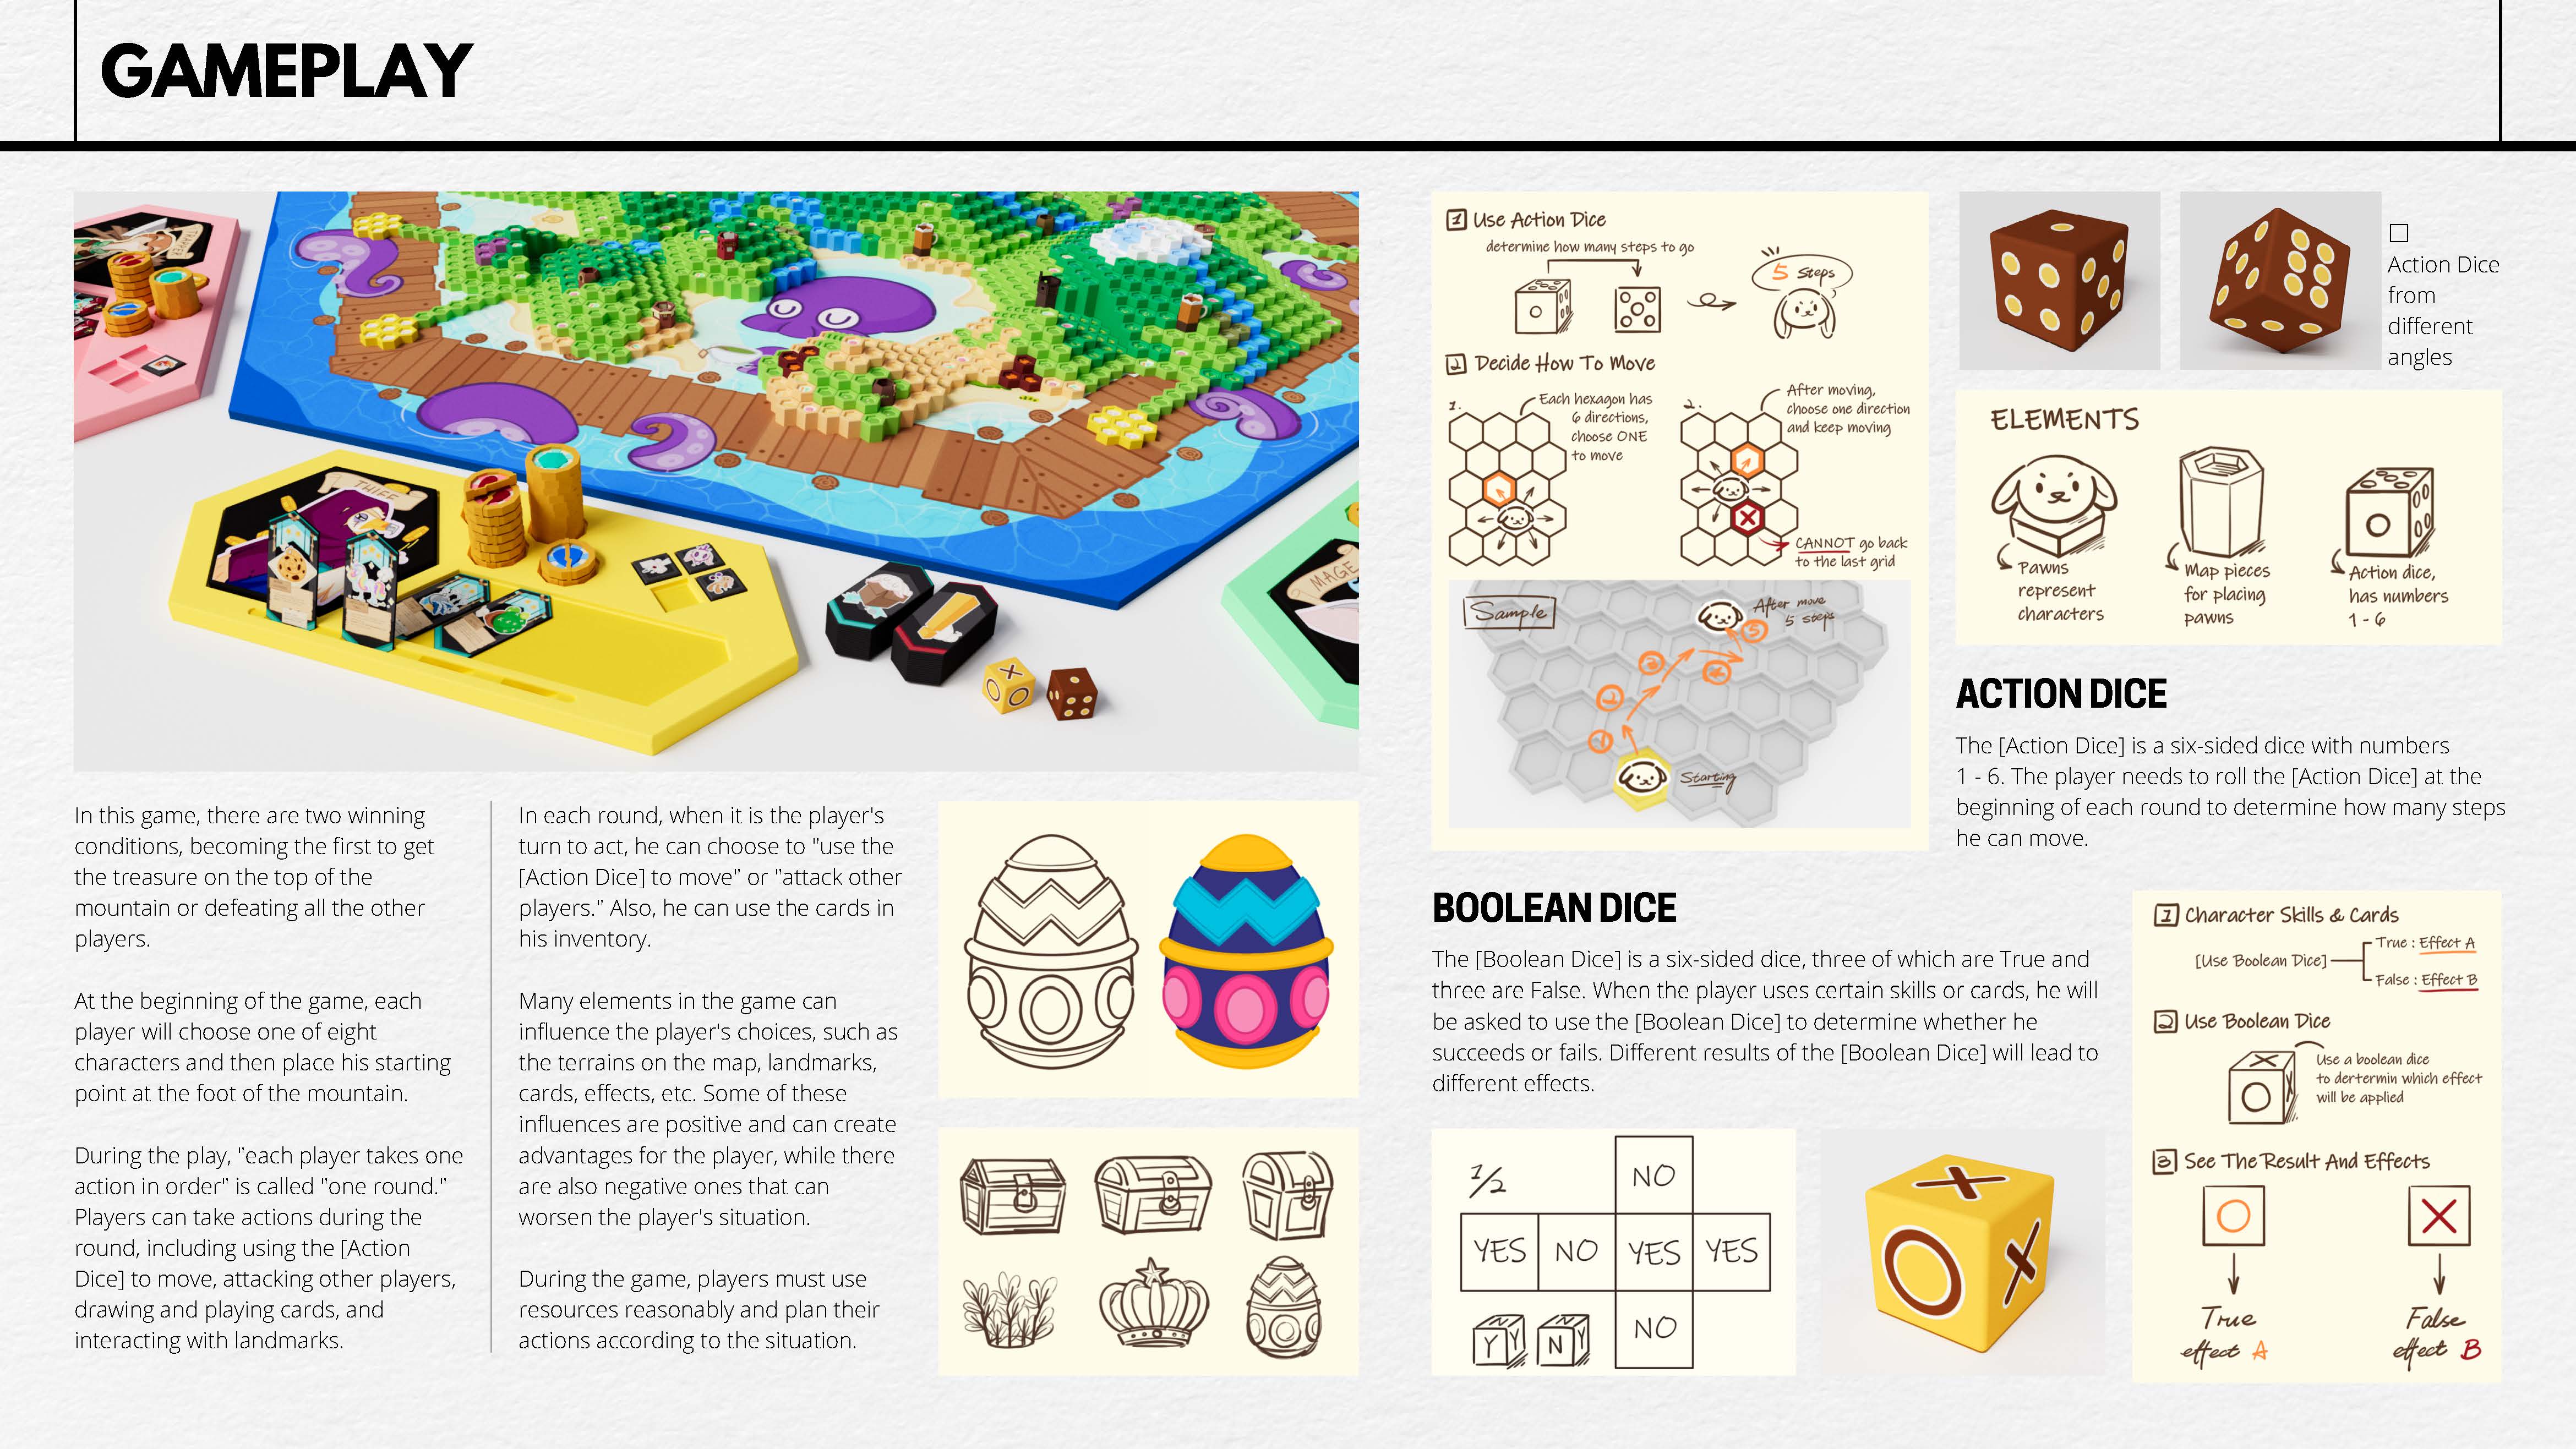 GAMEPLAY
THIEF
MAGE
In this game, there are two winning
conditions, becoming the first to get
the treasure on the top of the
mountain or defeating all the other
players.
At the beginning of the game, each
player will choose one of eight
characters and then place his starting
point at the foot of the mountain.
During the play, "each player takes one
action in order" is called "one round."
Players can take actions during the
round, including using the [Action
Dice] to move, attacking other players,
drawing and playing cards, and
interacting with landmarks.
In each round, when it is the player's
turn to act, he can choose to "use the
[Action Dice] to move" or "attack other
players." Also, he can use the cards in
his inventory.
Many elements in the game can
influence the player's choices, such as
the terrains on the map, landmarks,
cards, effects, etc. Some of these
influences are positive and can create
advantages for the player, while there
are also negative ones that can
worsen the player's situation.
During the game, players must use
resources reasonably and plan their
actions according to the situation.
1 Use Action Dice
determine how many steps to go
5 Steps
2 Decide How To Move
1.
Each hexagon has
6 directions,
choose ONE
to move
2.
After moving,
choose one direction
and keep moving
CANNOT go back
to the last grid
Sample
After move
5 steps
5
4
3
2
1
Starting
Action Dice
from
different
angles
ELEMENTS
Pawns
represent
characters
Map pieces
for placing
pawns
Action dice,
has numbers
1 - 6
ACTION DICE
The [Action Dice] is a six-sided dice with numbers
1 - 6. The player needs to roll the [Action Dice] at the
beginning of each round to determine how many steps
he can move.
BOOLEAN DICE
The [Boolean Dice] is a six-sided dice, three of which are True and
three are False. When the player uses certain skills or cards, he will
be asked to use the [Boolean Dice] to determine whether he
succeeds or fails. Different results of the [Boolean Dice] will lead to
different effects.
1/2
NO
YES NO YES YES
NO
Y Y N Y
1 Character Skills & Cards
[Use Boolean Dice]
True : Effect A
False : Effect B
2 Use Boolean Dice
Use a boolean dice
to dertermin which effect
will be applied
3 See The Result And Effects
True
effect A
False
effect B